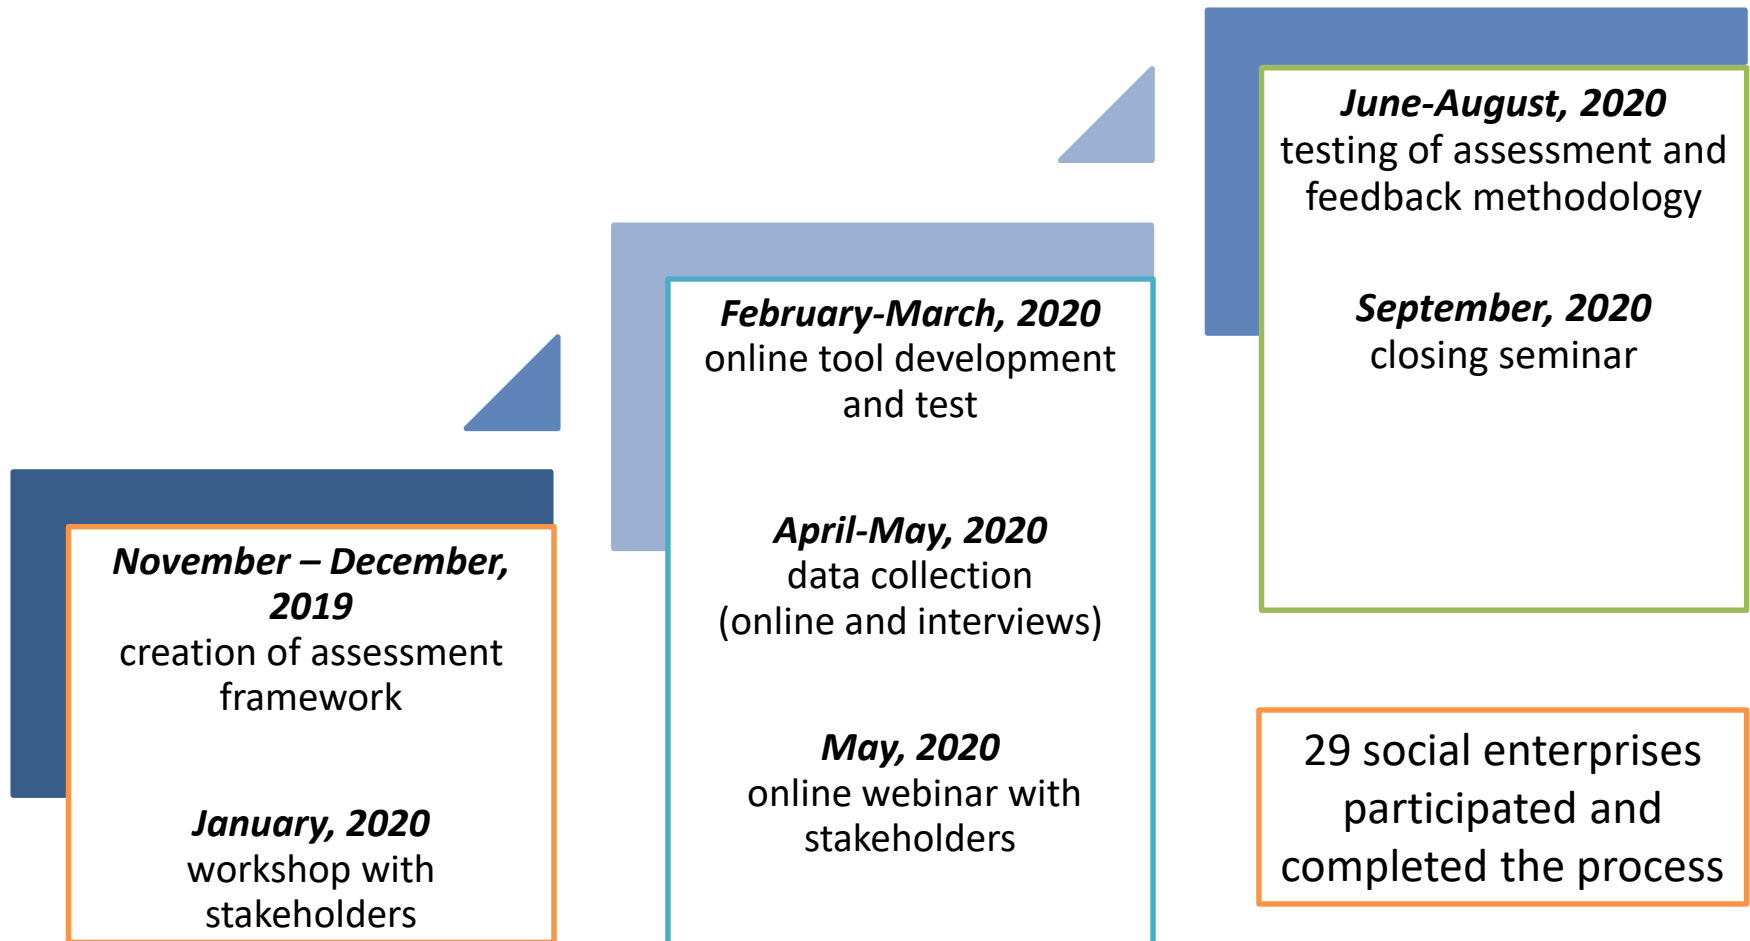 November – December,
2019
creation of assessment
framework
January, 2020
workshop with
stakeholders
February-March, 2020
online tool development
and test
April-May, 2020
data collection
(online and interviews)
May, 2020
online webinar with
stakeholders
June-August, 2020
testing of assessment and
feedback methodology
September, 2020
closing seminar
29 social enterprises
participated and
completed the process